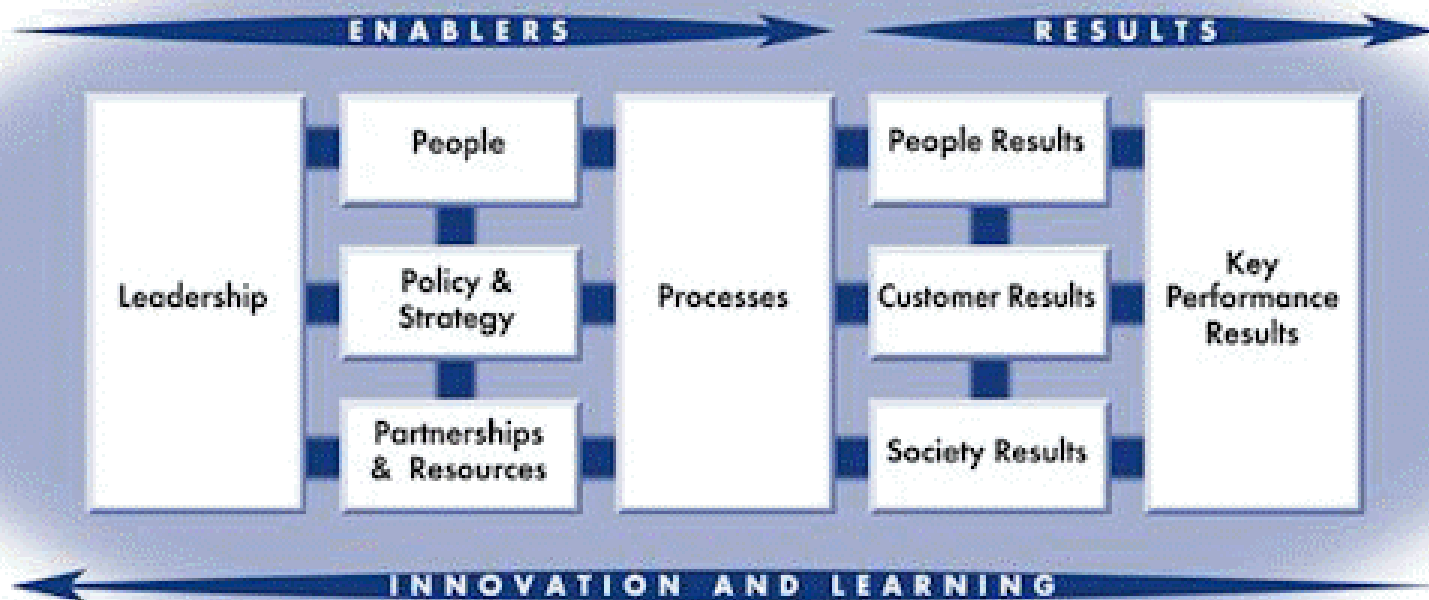 ENABLERS
RESULTS
Leadership
People
Policy &
Strategy
Partnerships
& Resources
Processes
People Results
Customer Results
Society Results
Key
Performance
Results
INNOVATION AND LEARNING